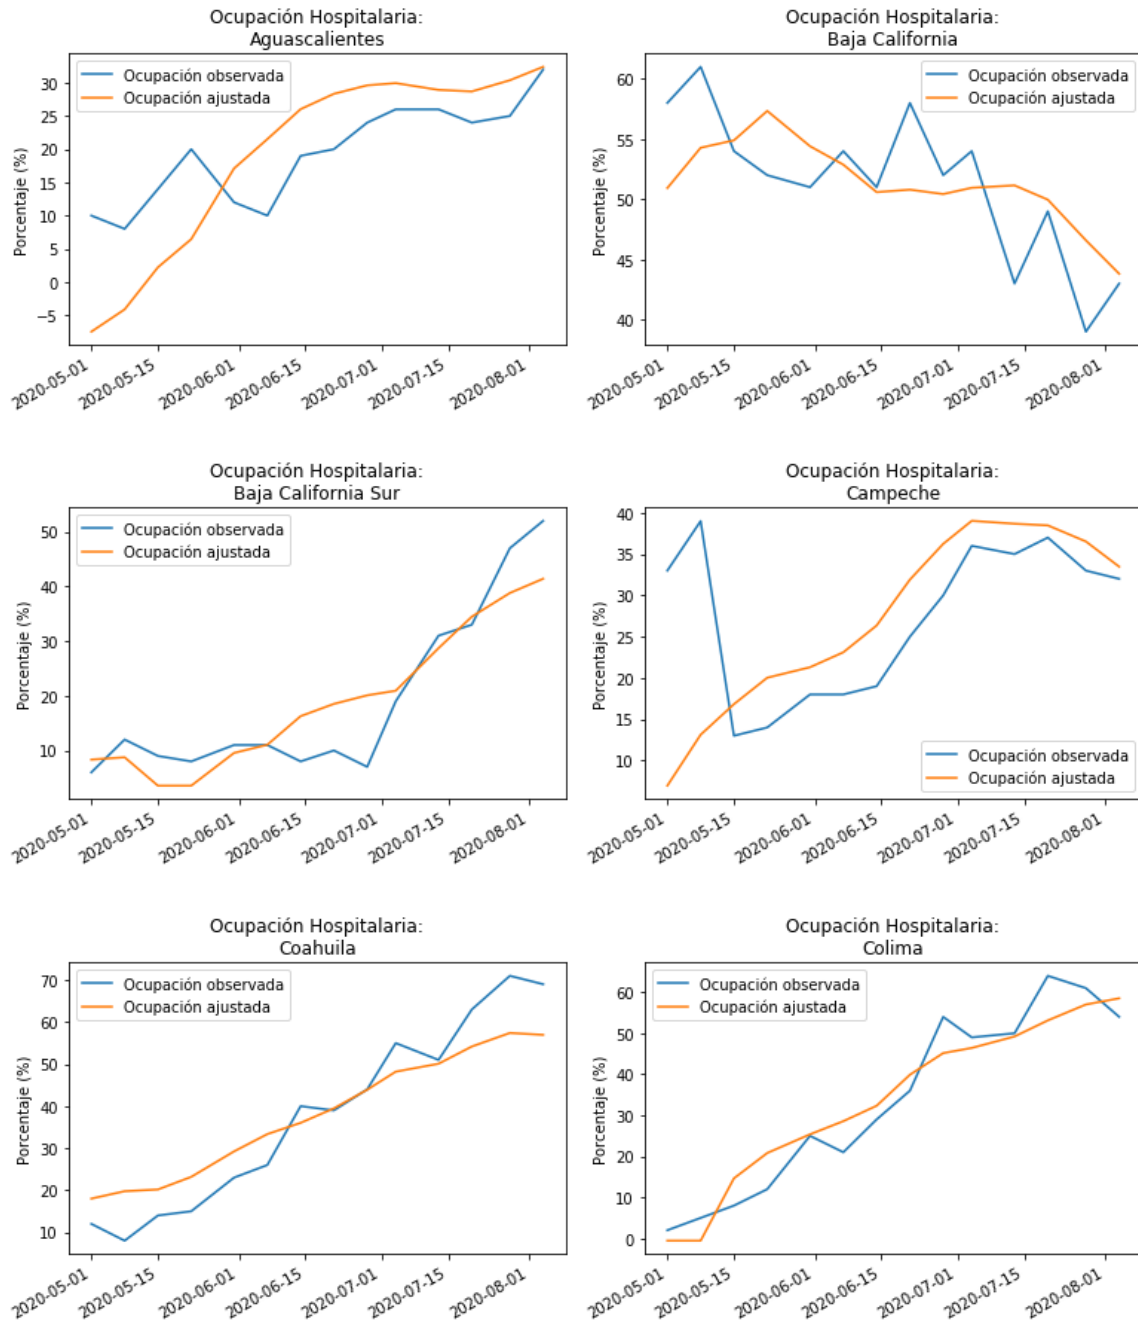 Ocupación Hospitalaria:
Aguascalientes
Ocupación observada
Ocupación ajustada
Porcentaje (%)
30
25
20
15
10
5
0
−5
2020-05-01
2020-05-15
2020-06-01
2020-06-15
2020-07-01
2020-07-15
2020-08-01
Ocupación Hospitalaria:
Baja California
Ocupación observada
Ocupación ajustada
Porcentaje (%)
60
55
50
45
40
2020-05-01
2020-05-15
2020-06-01
2020-06-15
2020-07-01
2020-07-15
2020-08-01
Ocupación Hospitalaria:
Baja California Sur
Ocupación observada
Ocupación ajustada
Porcentaje (%)
50
40
30
20
10
2020-05-01
2020-05-15
2020-06-01
2020-06-15
2020-07-01
2020-07-15
2020-08-01
Ocupación Hospitalaria:
Campeche
Porcentaje (%)
40
35
30
25
20
15
10
Ocupación observada
Ocupación ajustada
2020-05-01
2020-05-15
2020-06-01
2020-06-15
2020-07-01
2020-07-15
2020-08-01
Ocupación Hospitalaria:
Coahuila
Ocupación observada
Ocupación ajustada
Porcentaje (%)
70
60
50
40
30
20
10
2020-05-01
2020-05-15
2020-06-01
2020-06-15
2020-07-01
2020-07-15
2020-08-01
Ocupación Hospitalaria:
Colima
Ocupación observada
Ocupación ajustada
Porcentaje (%)
60
50
40
30
20
10
0
2020-05-01
2020-05-15
2020-06-01
2020-06-15
2020-07-01
2020-07-15
2020-08-01